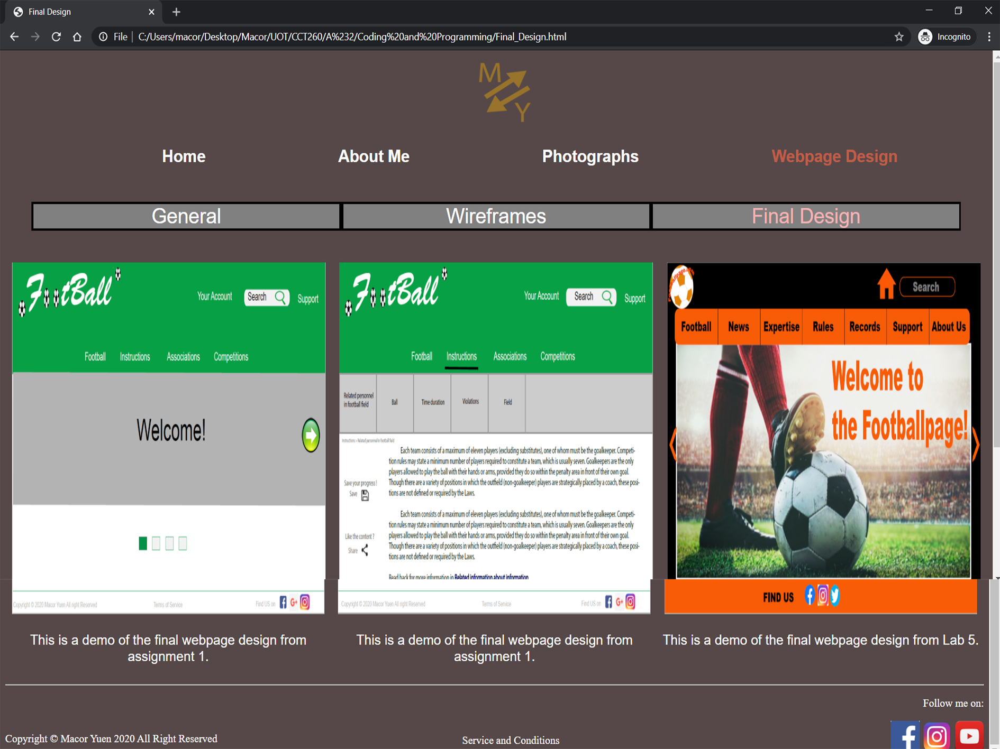 Final Design
File C:/Users/macor/Desktop/Macor/UOT/CCT260/A%232/Coding%20and%20Programming/Final_Design.html
Incognito
M
Y
Home About Me Photographs Webpage Design
General Wireframes Final Design
FootBall
Your Account Search Support
Football Instructions Associations Competitions
Welcome!
Copyright © 2020 Macor Yuen All right Reserved Terms of Service Find US on
This is a demo of the final webpage design from
assignment 1.
FootBall
Your Account Search Support
Football Instructions Associations Competitions
Related personnel
in football field
Ball Time duration Violations Field
Instructions > Related personnel in football field
Each team consists of a maximum of eleven players (excluding substitutes), one of whom must be the goalkeeper. Competi-
tion rules may state a minimum number of players required to constitute a team, which is usually seven. Goalkeepers are the only
players allowed to play the ball with their hands or arms, provided they do so within the penalty area in front of their own goal.
Though there are a variety of positions in which the outfield (non-goalkeeper) players are strategically placed by a coach, these posi-
tions are not defined or required by the Laws.
Save your progress !
Save
Each team consists of a maximum of eleven players (excluding substitutes), one of whom must be the goalkeeper. Competi-
tion rules may state a minimum number of players required to constitute a team, which is usually seven. Goalkeepers are the only
players allowed to play the ball with their hands or arms, provided they do so within the penalty area in front of their own goal.
Though there are a variety of positions in which the outfield (non-goalkeeper) players are strategically placed by a coach, these posi-
tions are not defined or required by the Laws.
Like the content ?
Share
Read back for more information in Related information about information
Copyright © 2020 Macor Yuen All right Reserved Terms of Service Find US on
This is a demo of the final webpage design from
assignment 1.
Search
Football News Expertise Rules Records Support About Us
Welcome to
the Footballpage!
FIND US
This is a demo of the final webpage design from Lab 5.
Follow me on:
Copyright © Macor Yuen 2020 All Right Reserved
Service and Conditions